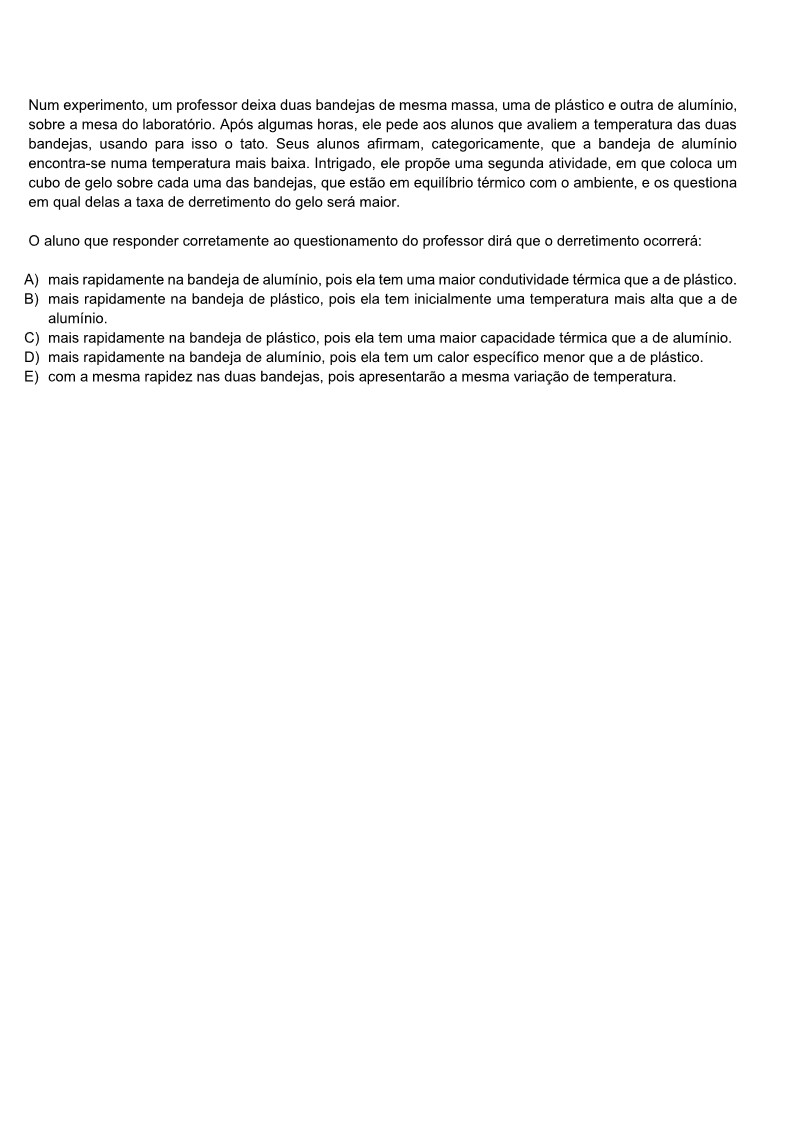 Num experimento, um professor deixa duas bandejas de mesma massa, uma de plástico e outra de alumínio,
sobre a mesa do laboratório. Após algumas horas, ele pede aos alunos que avaliem a temperatura das duas
bandejas, usando para isso o tato. Seus alunos afirmam, categoricamente, que a bandeja de alumínio
encontra-se numa temperatura mais baixa. Intrigado, ele propõe uma segunda atividade, em que coloca um
cubo de gelo sobre cada uma das bandejas, que estão em equilíbrio térmico com o ambiente, e os questiona
em qual delas a taxa de derretimento do gelo será maior.
O aluno que responder corretamente ao questionamento do professor dirá que o derretimento ocorrerá:
A) mais rapidamente na bandeja de alumínio, pois ela tem uma maior condutividade térmica que a de plástico.
B) mais rapidamente na bandeja de plástico, pois ela tem inicialmente uma temperatura mais alta que a de
alumínio.
C) mais rapidamente na bandeja de plástico, pois ela tem uma maior capacidade térmica que a de alumínio.
D) mais rapidamente na bandeja de alumínio, pois ela tem um calor específico menor que a de plástico.
E) com a mesma rapidez nas duas bandejas, pois apresentarão a mesma variação de temperatura.